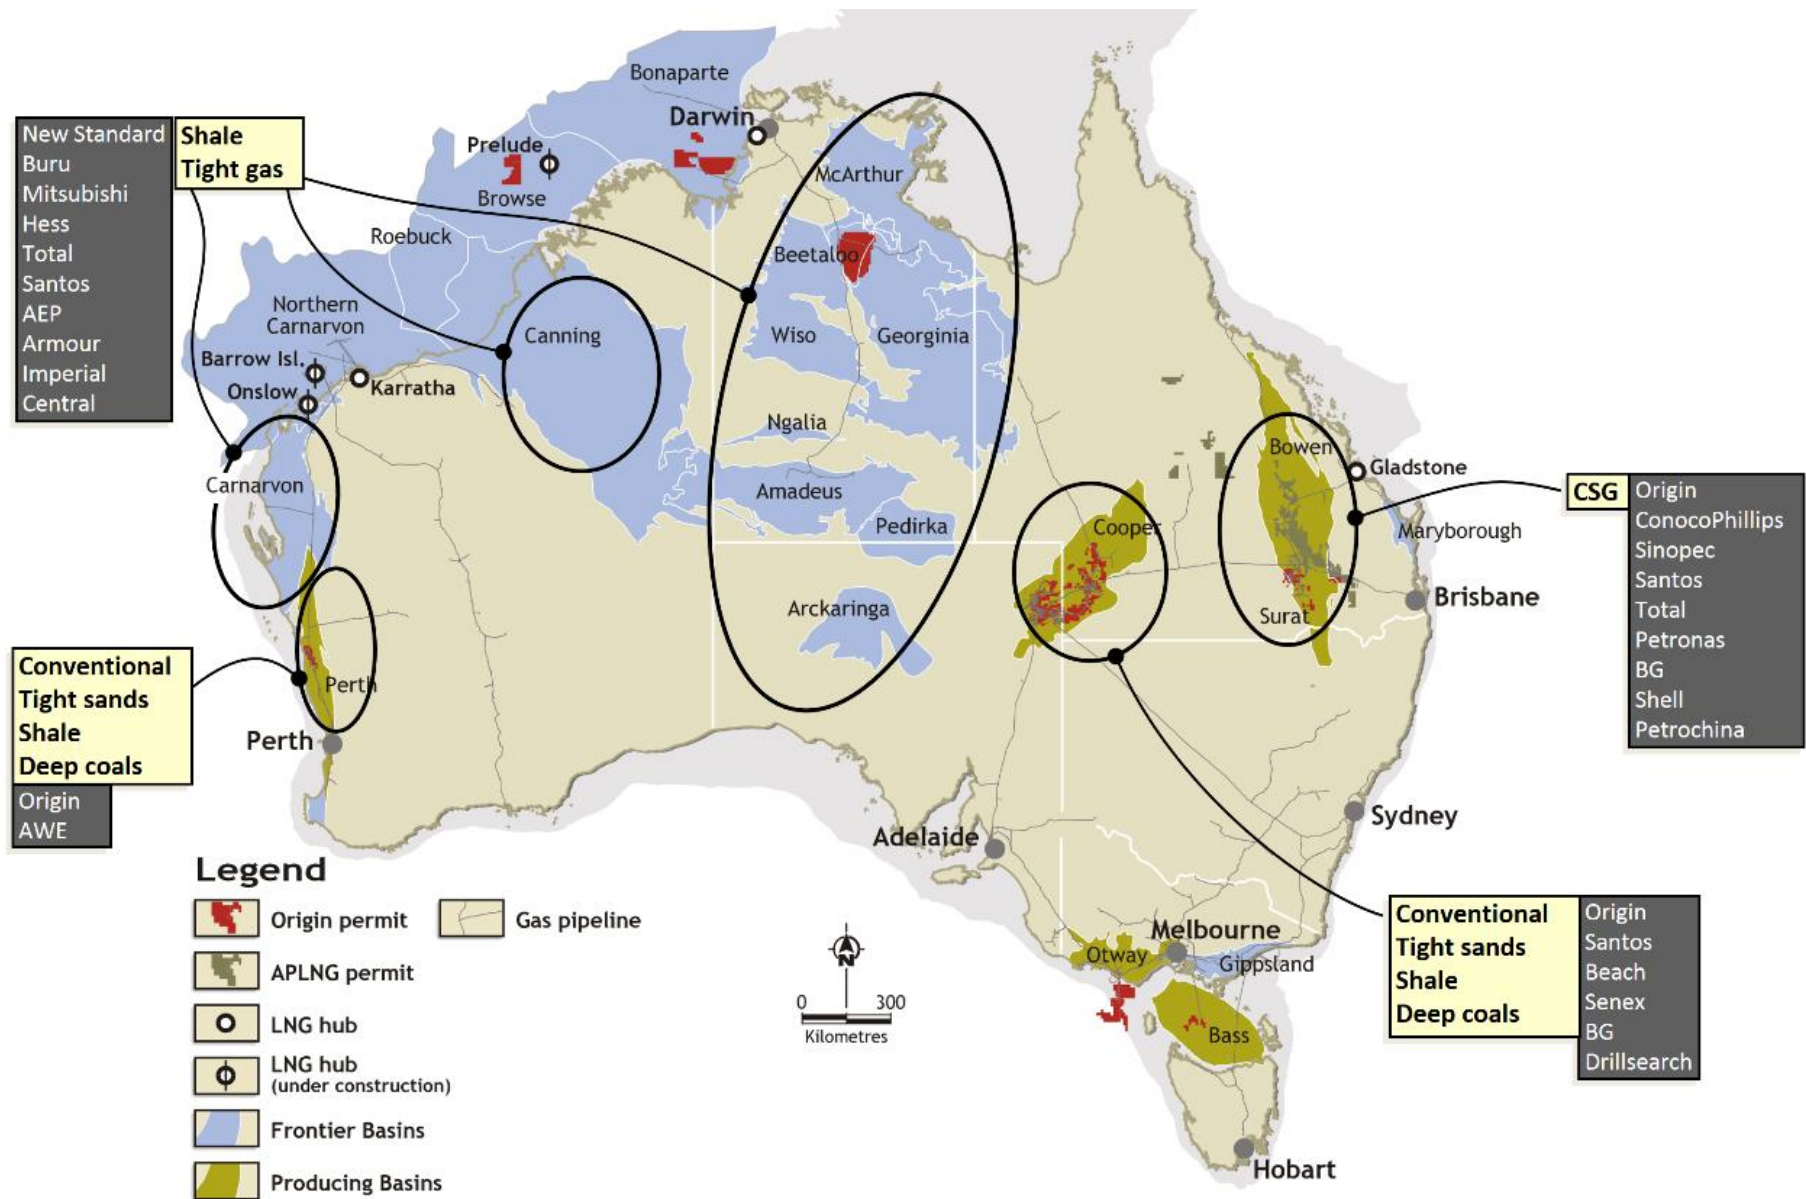 New Standard
Buru
Mitsubishi
Hess
Total
Santos
AEP
Armour
Imperial
Central
Shale
Tight gas
Bonaparte
Darwin
Prelude
Browse
Roebuck
McArthur
Beetaloo
Northern
Carnarvon
Canning
Wiso
Georginia
Barrow Isl.
Onslow
Karratha
Ngalia
Carnarvon
Amadeus
Pedirka
Bowen
Gladstone
Cooper
Maryborough
CSG
Origin
ConocoPhillips
Sinopec
Santos
Total
Petronas
BG
Shell
Petrochina
Arckaringa
Surat
Brisbane
Conventional
Tight sands
Shale
Deep coals
Origin
AWE
Perth
Perth
Adelaide
Sydney
Legend
Origin permit
Gas pipeline
APLNG permit
LNG hub
LNG hub
(under construction)
Frontier Basins
Producing Basins
N
0 300
Kilometres
Melbourne
Otway
Gippsland
Bass
Hobart
Conventional
Tight sands
Shale
Deep coals
Origin
Santos
Beach
Senex
BG
Drillsearch